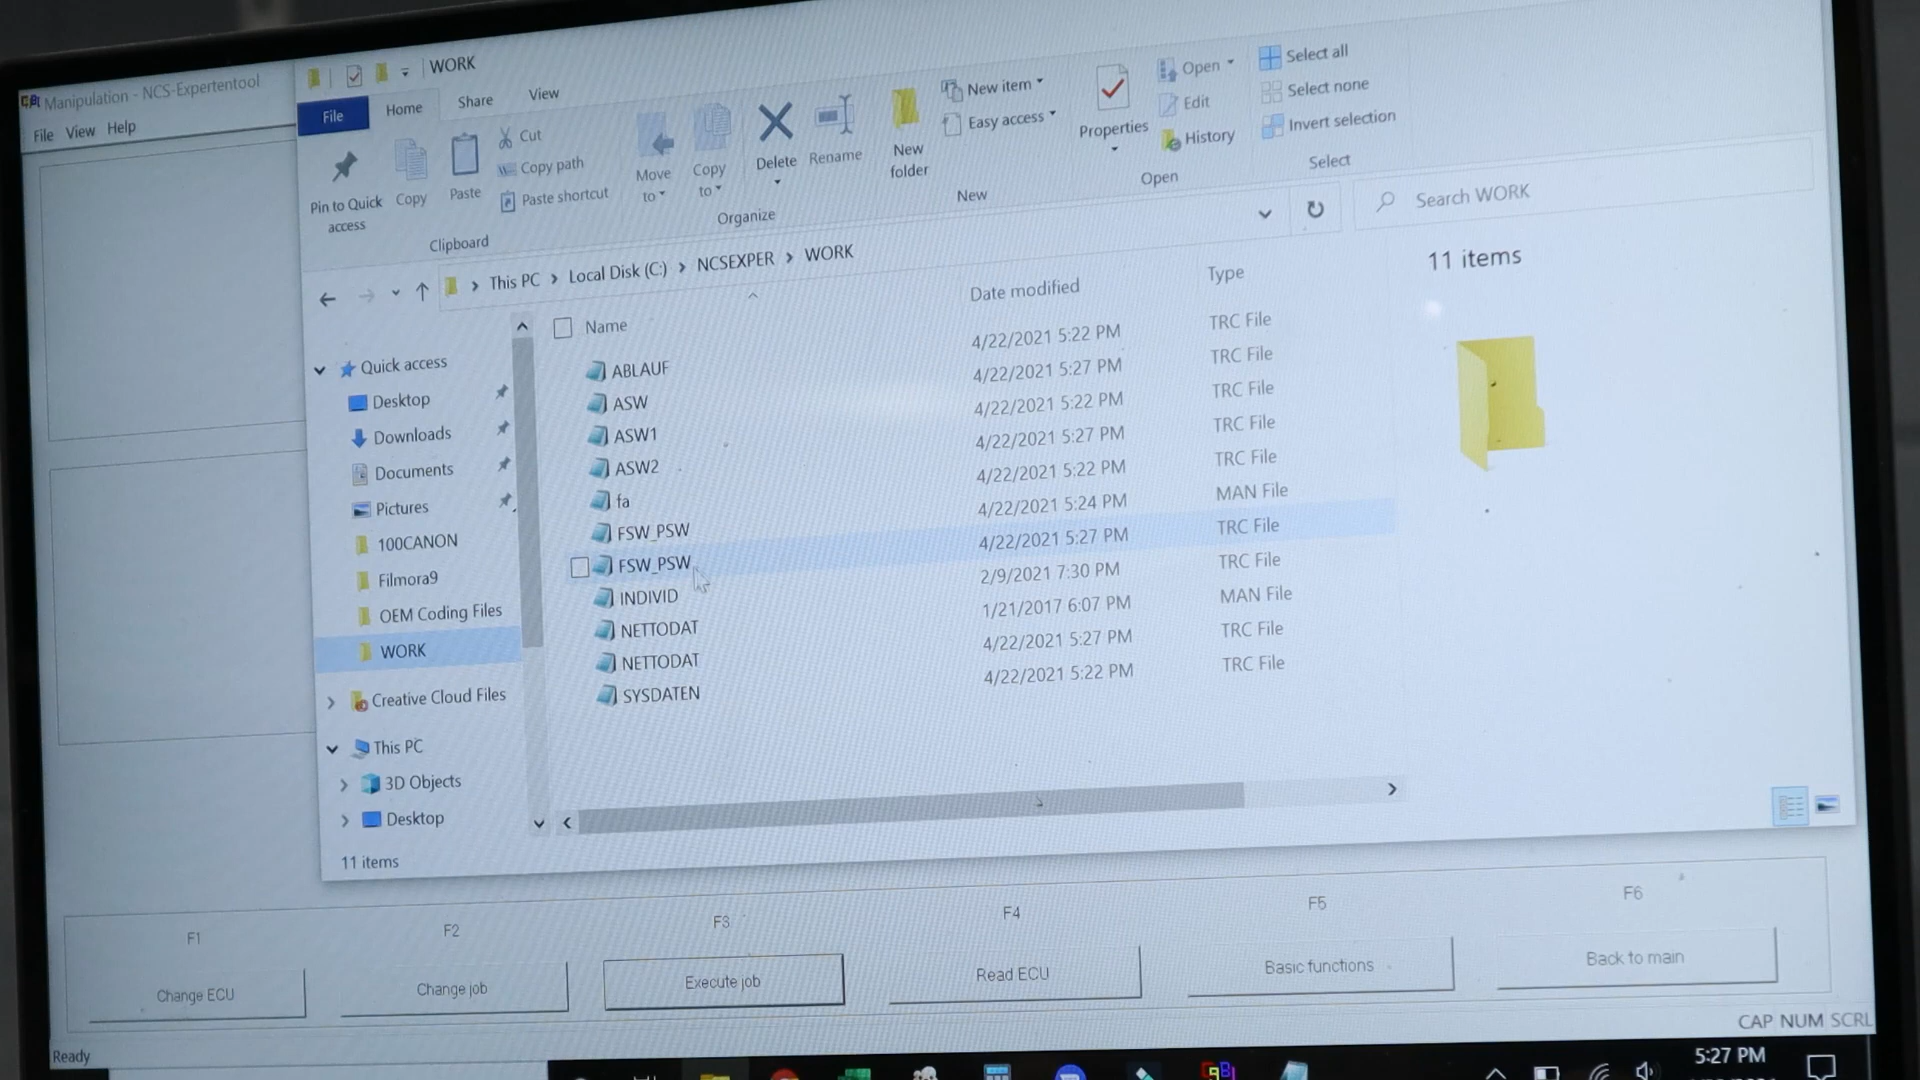 Manipulation - NCS-Expertentool
File View Help
WORK
File Home Share View
Pin to Quick access
Copy
Paste
Cut
Copy path
Paste shortcut
Clipboard
Move to
Copy to
Delete
Rename
Organize
New folder
New item
Easy access
New
Properties
Open
Edit
History
Open
Select all
Select none
Invert selection
Select
This PC > Local Disk (C:) > NCSEXPER > WORK
Search WORK
Quick access
Desktop
Downloads
Documents
Pictures
100CANON
Filmora9
OEM Coding Files
WORK
Creative Cloud Files
This PC
3D Objects
Desktop
Name Date modified Type
ABLAUF 4/22/2021 5:22 PM TRC File
ASW 4/22/2021 5:27 PM TRC File
ASW1 4/22/2021 5:22 PM TRC File
ASW2 4/22/2021 5:27 PM TRC File
fa 4/22/2021 5:22 PM TRC File
FSW_PSW 4/22/2021 5:24 PM MAN File
FSW_PSW 4/22/2021 5:27 PM TRC File
INDIVID 2/9/2021 7:30 PM TRC File
NETTODAT 1/21/2017 6:07 PM MAN File
NETTODAT 4/22/2021 5:27 PM TRC File
SYSDATEN 4/22/2021 5:22 PM TRC File
11 items
11 items
F1 F2 F3 F4 F5 F6
Change ECU
Change job
Execute job
Read ECU
Basic functions
Back to main
Ready
CAP NUM SCRL
5:27 PM